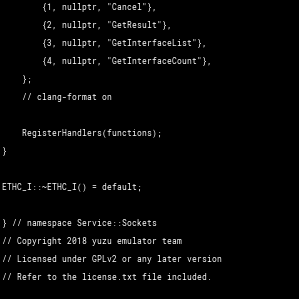 {1, nullptr, "Cancel"},
{2, nullptr, "GetResult"},
{3, nullptr, "GetInterfaceList"},
{4, nullptr, "GetInterfaceCount"},
};
// clang-format on
RegisterHandlers(functions);
}
ETHC_I::~ETHC_I() = default;
} // namespace Service::Sockets
// Copyright 2018 yuzu emulator team
// Licensed under GPLv2 or any later version
// Refer to the license.txt file included.